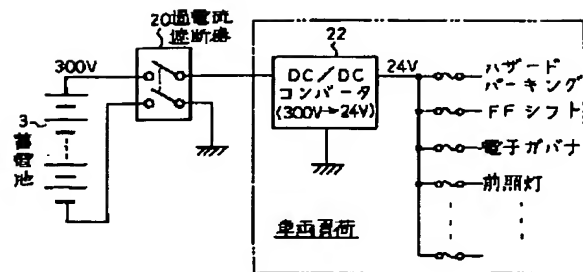 20過電流
遮断器
300V
3
蓄電池
22
DC/DC
コンバータ
(300V→24V)
24V
ハザード
パーキング
FFシフト
電子ガバナ
前照灯
車両負荷